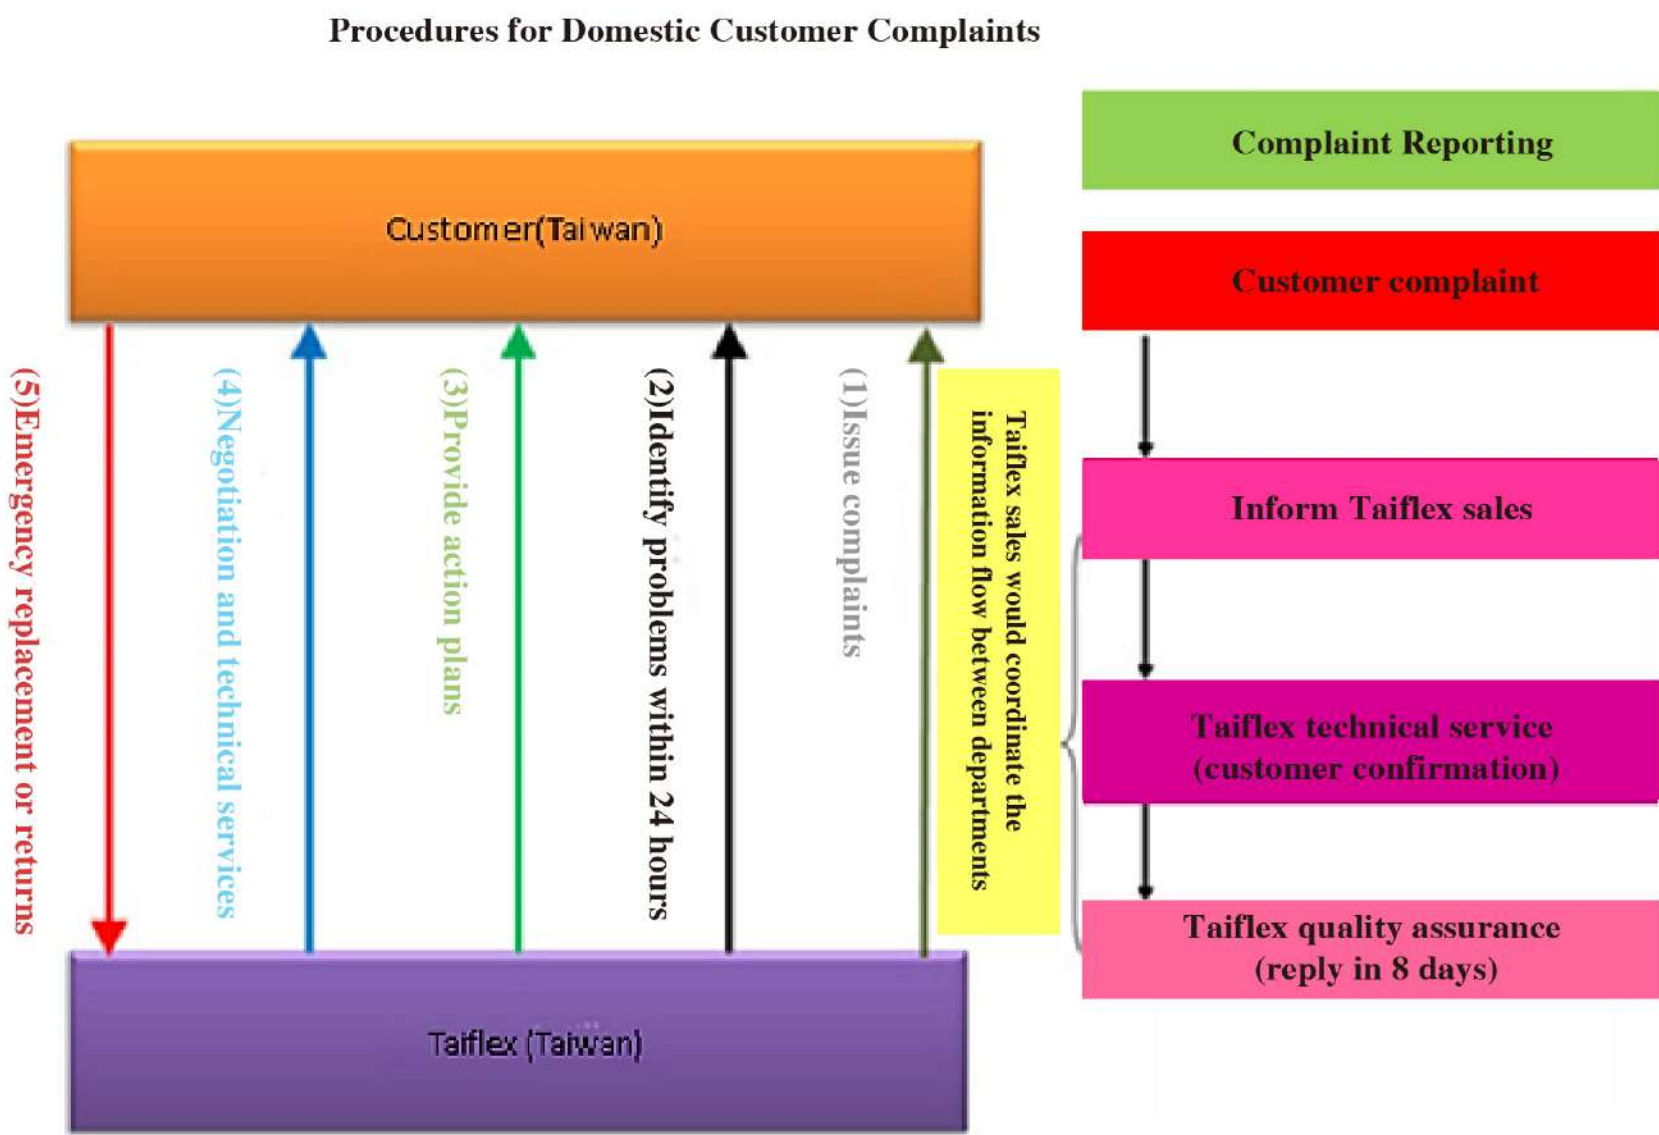 Procedures for Domestic Customer Complaints
Customer(Taiwan)
(5)Emergency replacement or returns
(4)Negotiation and technical services
(3)Provide action plans
(2)Identify problems within 24 hours
(1)Issue complaints
Taiflex sales would coordinate the
information flow between departments
Taiflex (Taiwan)
Complaint Reporting
Customer complaint
Inform Taiflex sales
Taiflex technical service
(customer confirmation)
Taiflex quality assurance
(reply in 8 days)